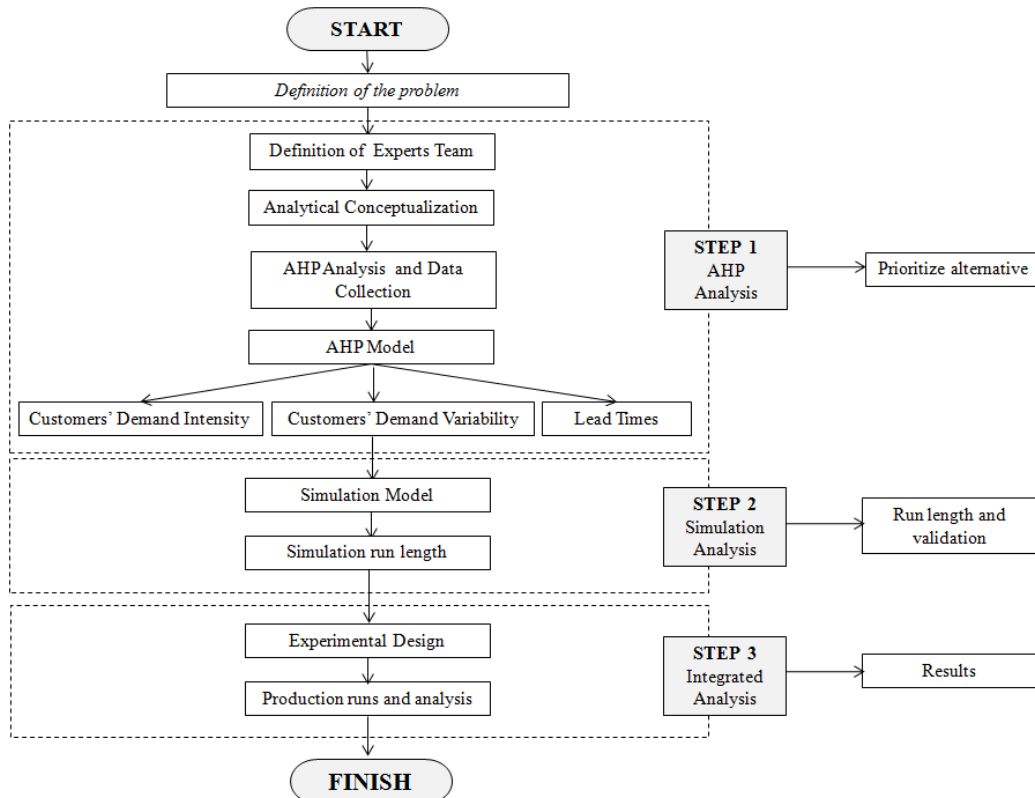 START
Definition of the problem
Definition of Experts Team
Analytical Conceptualization
AHP Analysis and Data
Collection
AHP Model
Customers’ Demand Intensity
Customers’ Demand Variability
Lead Times
STEP 1
AHP
Analysis
Prioritize alternative
Simulation Model
Simulation run length
STEP 2
Simulation
Analysis
Run length and
validation
Experimental Design
Production runs and analysis
STEP 3
Integrated
Analysis
Results
FINISH